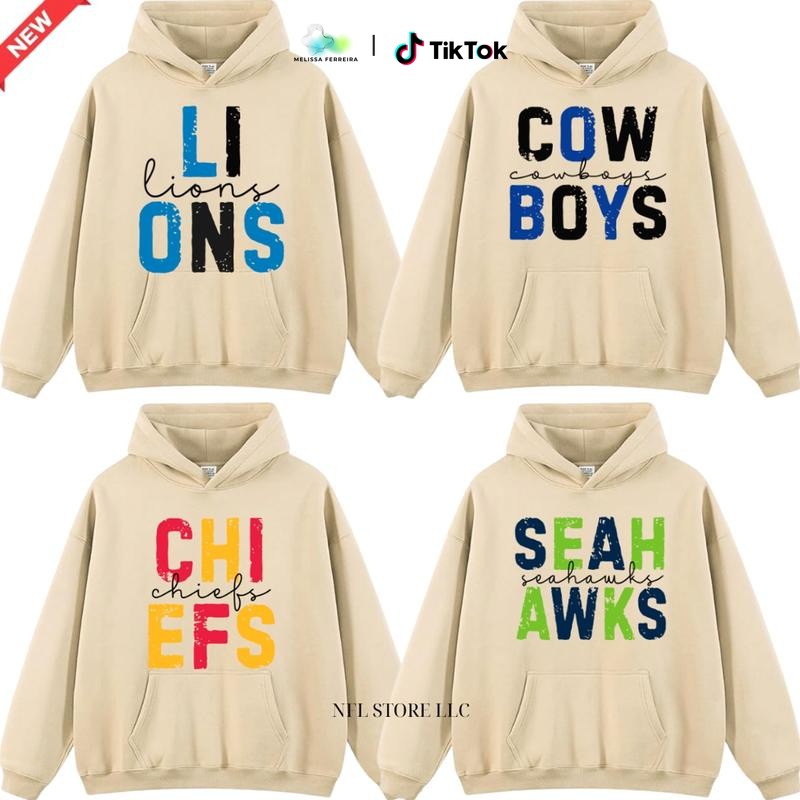 NEW
MELISSA FERREIRA | TikTok
LI
lions
ONS
COW
cowboys
BOYS
CHI
chiefs
EFS
SEAH
seahawks
AWKS
NFL STORE LLC